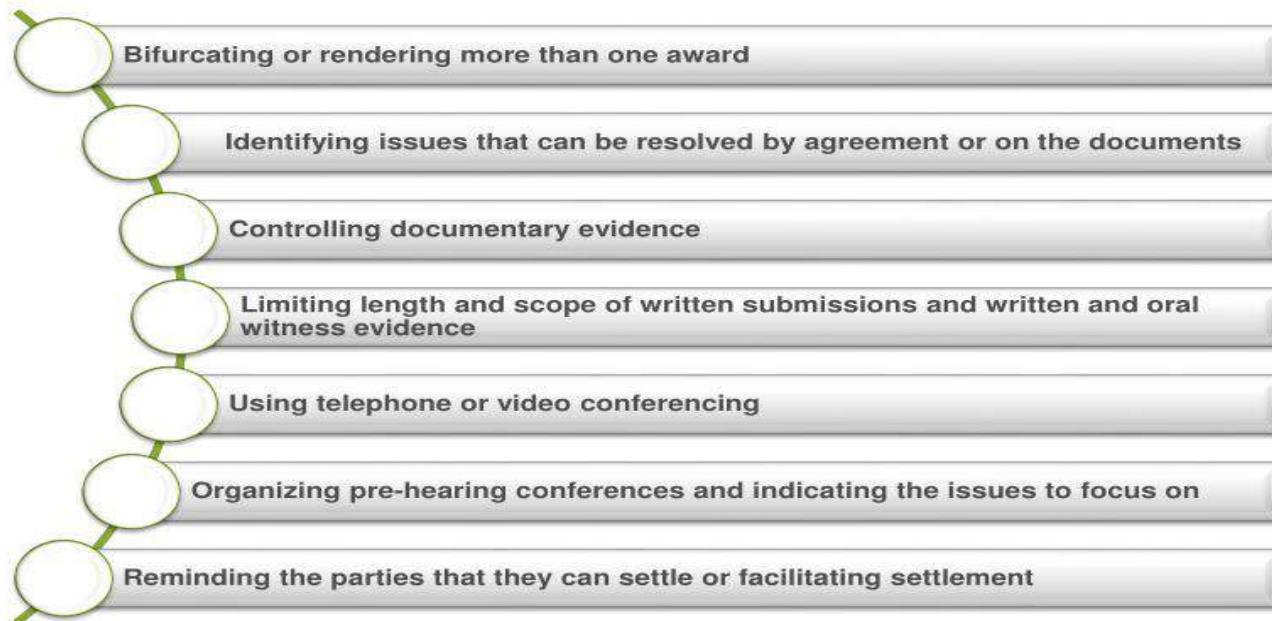 Bifurcating or rendering more than one award
Identifying issues that can be resolved by agreement or on the documents
Controlling documentary evidence
Limiting length and scope of written submissions and written and oral
witness evidence
Using telephone or video conferencing
Organizing pre-hearing conferences and indicating the issues to focus on
Reminding the parties that they can settle or facilitating settlement